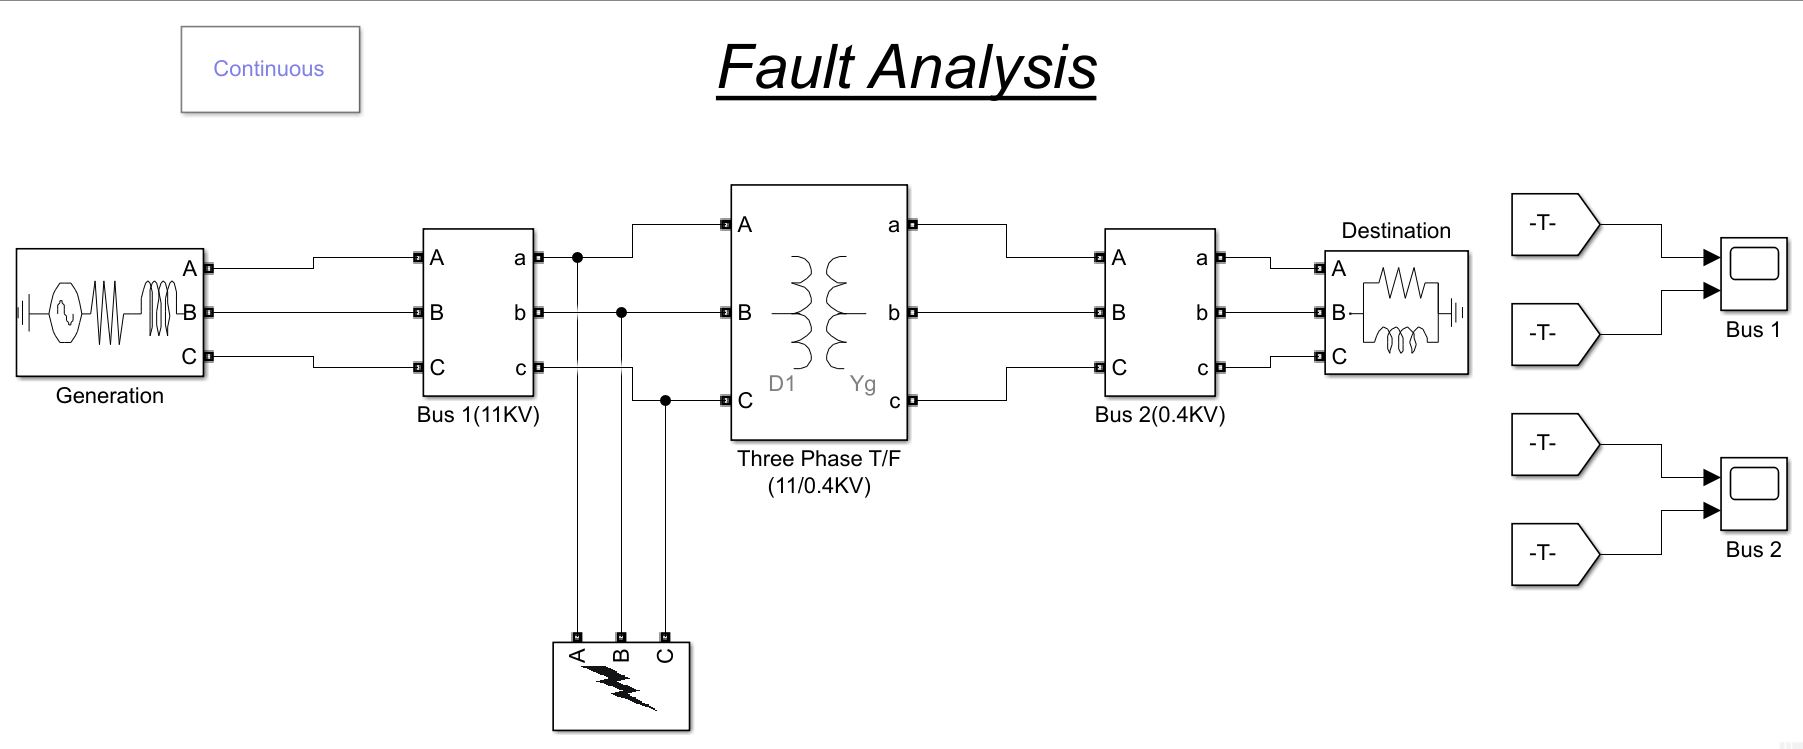 Continuous
Fault Analysis
A
B
C
Generation
A
B
C
a
b
c
Bus 1(11KV)
A
B
C
a
b
c
D1
Yg
Three Phase T/F
(11/0.4KV)
A
B
C
a
b
c
Bus 2(0.4KV)
Destination
A
B
C
A
B
C
-T-
-T-
Bus 1
-T-
-T-
Bus 2